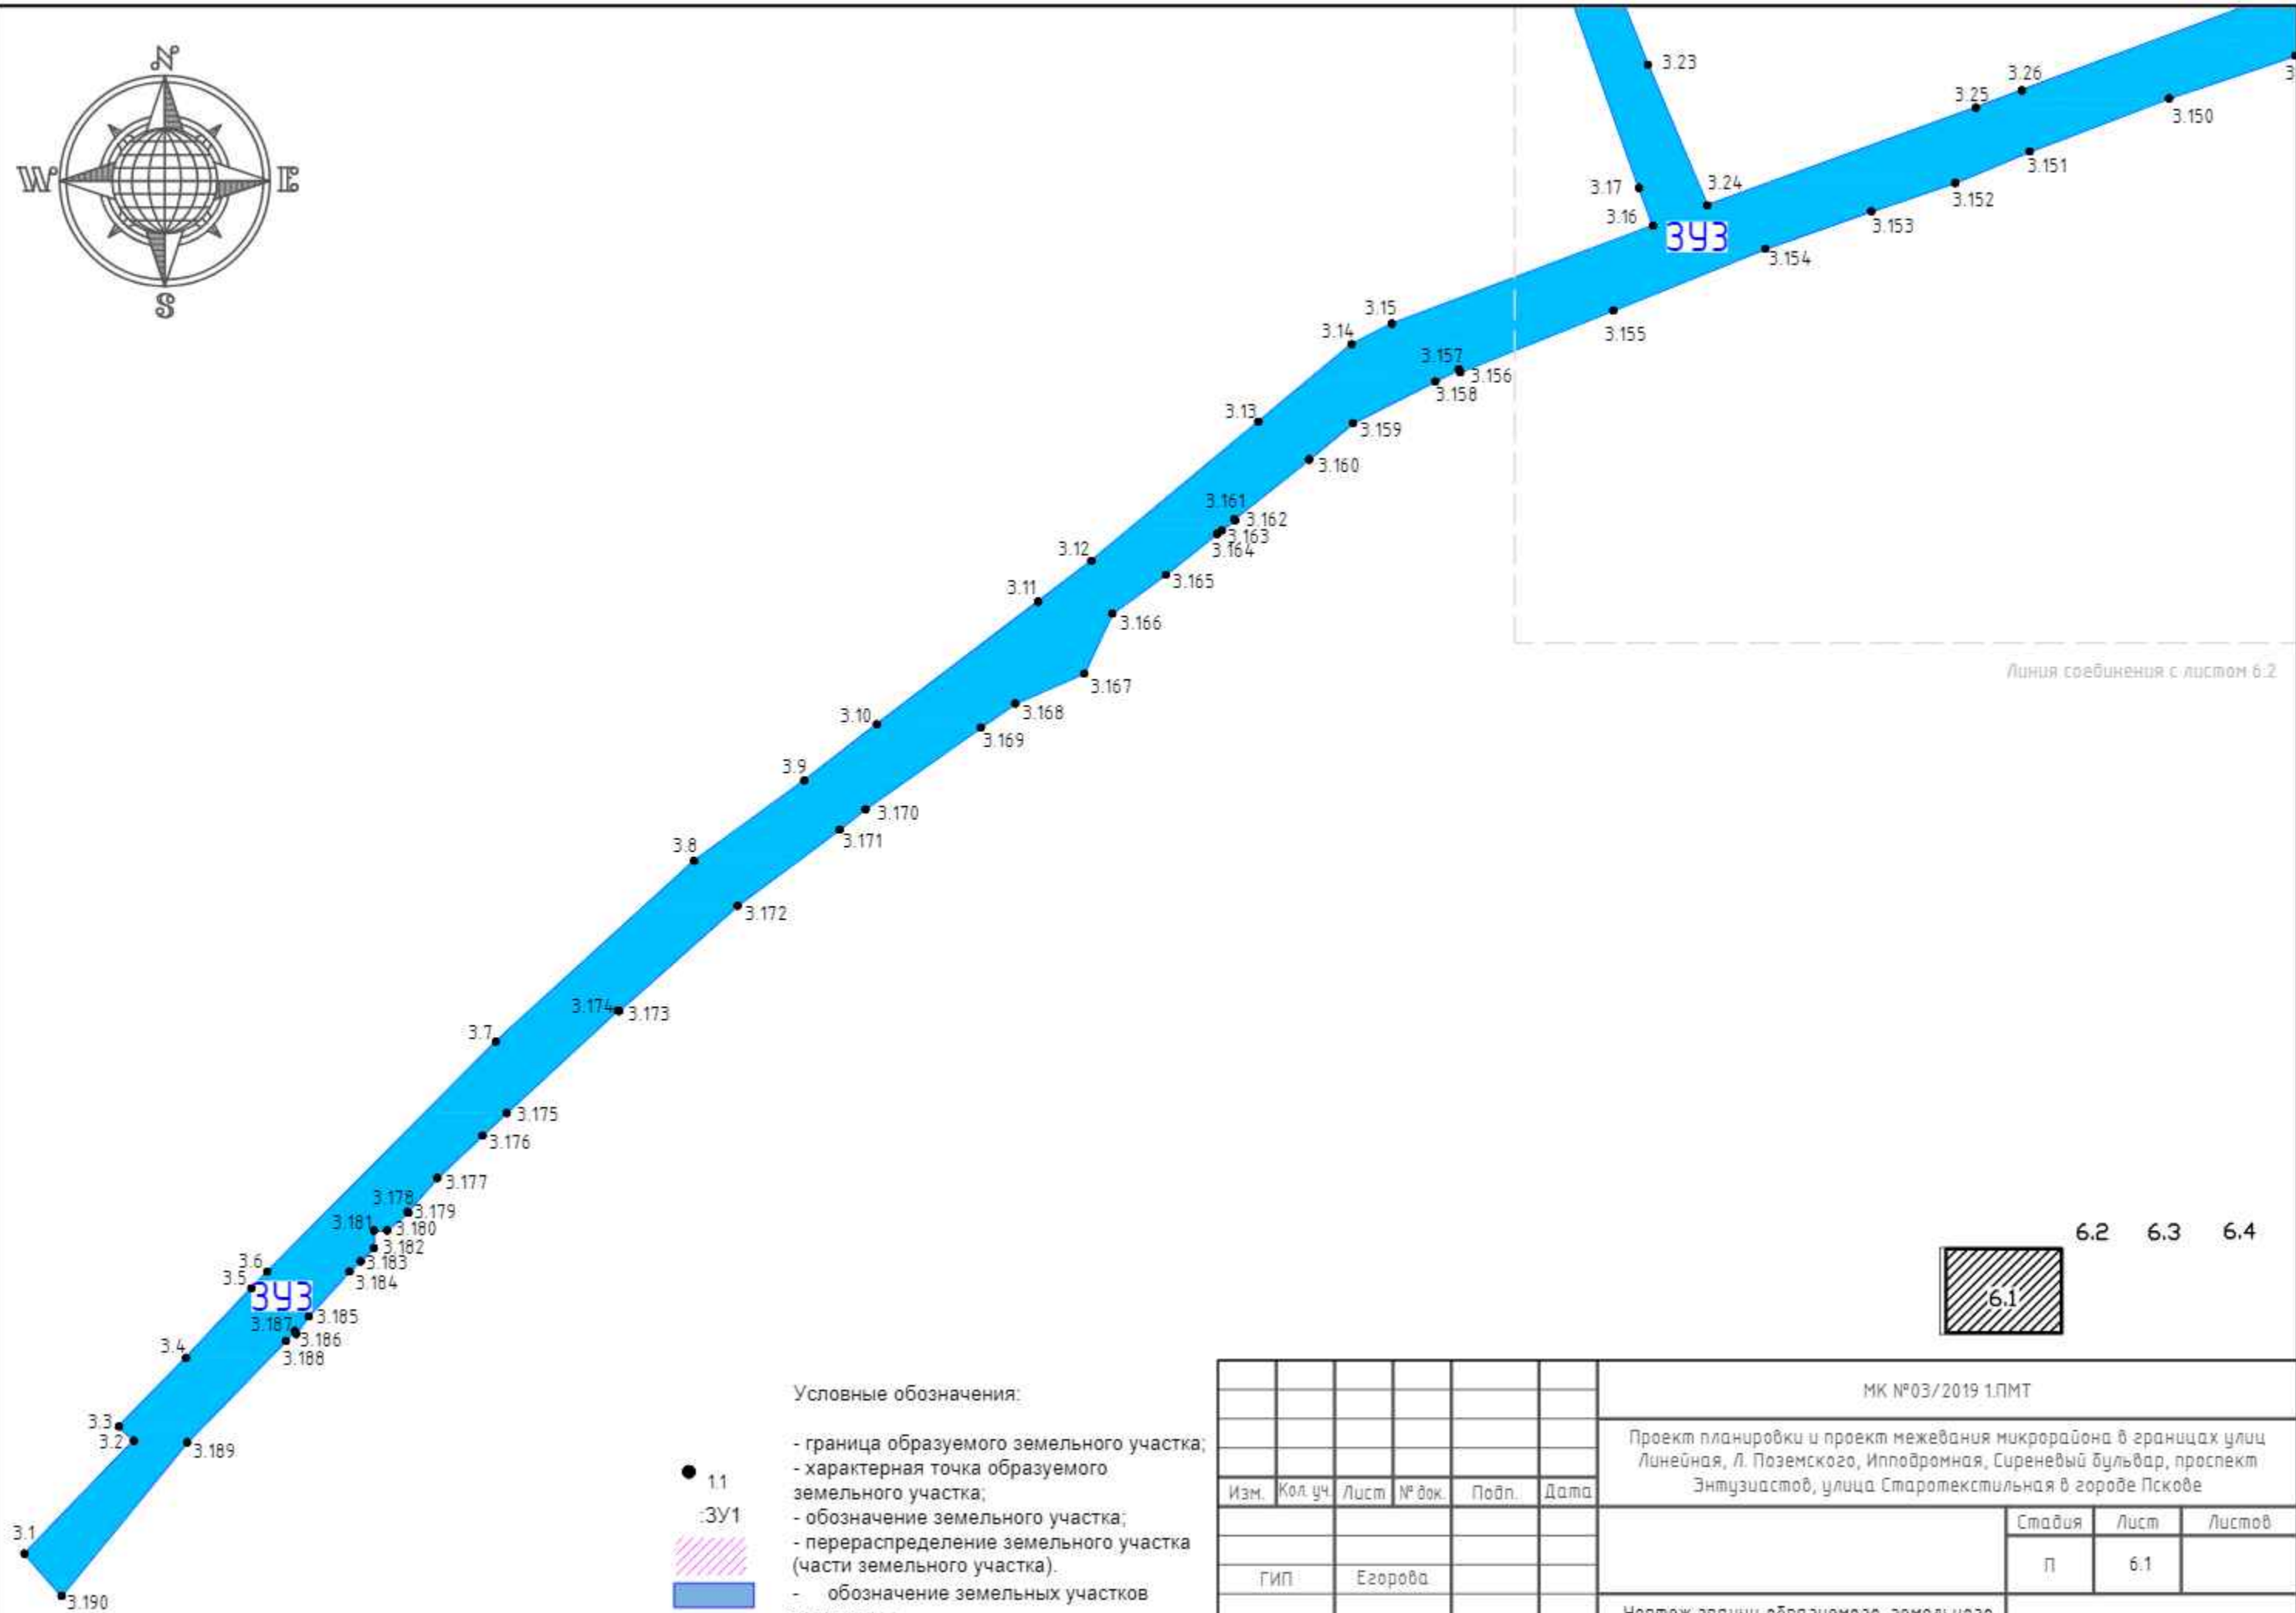 N
W
E
S
3.23
3.26
3.25
3
3.150
3.151
3.17
3.24
3.152
3.16
3.153
ЗУ3
3.154
3.15
3.14
3.155
3.157
3.156
3.158
3.13
3.159
3.160
3.161
3.162
3.163
3.164
3.12
3.165
3.11
3.166
Линия соединения с листом 6.2
3.167
3.10
3.168
3.169
3.9
3.170
3.171
3.8
3.172
3.174
3.173
3.7
3.175
3.176
3.177
3.178
3.179
3.181
3.180
3.182
3.183
3.6
3.5
3.184
ЗУ3
3.185
3.187
3.186
3.188
3.4
3.3
3.2
3.189
3.1
3.190
6.2 6.3 6.4
6.1
Условные обозначения:
- граница образуемого земельного участка;
1.1 - характерная точка образуемого
земельного участка;
:ЗУ1 - обозначение земельного участка;
- перераспределение земельного участка
(части земельного участка).
- обозначение земельных участков
МК №03/2019 1.ПМТ
Проект планировки и проект межевания микрорайона в границах улиц
Линейная, Л. Поземского, Ипподромная, Сиреневый бульвар, проспект
Энтузиастов, улица Старотекстильная в городе Пскове
Изм. Кол. уч. Лист № док. Подп. Дата
Стадия Лист Листов
П 6.1
ГИП Егорова